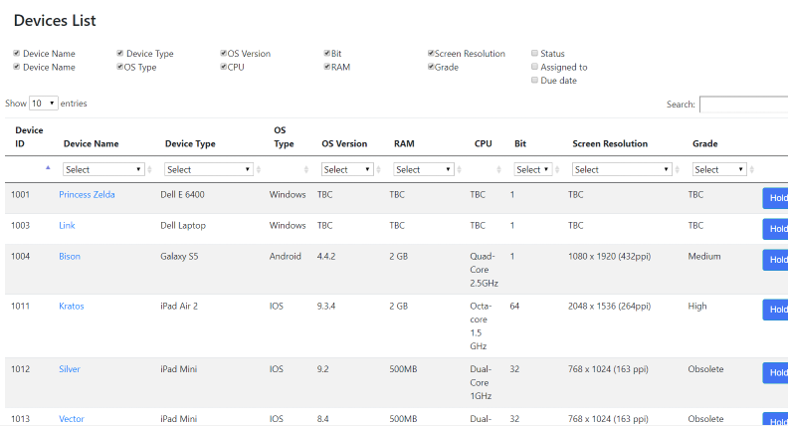 Devices List
Device Name Device Type OS Version Bit Screen Resolution Status
Device Name OS Type CPU RAM Grade Assigned to
Due date
Show 10 entries Search:
Device OS
ID Device Name Device Type Type OS Version RAM CPU Bit Screen Resolution Grade
Select Select Select Select Select Select Select
1001 Princess Zelda Dell E 6400 Windows TBC TBC TBC 1 TBC TBC Hold
1003 Link Dell Laptop Windows TBC TBC TBC 1 TBC TBC Hold
1004 Bison Galaxy S5 Android 4.4.2 2 GB Quad- 1 1080 x 1920 (432ppi) Medium Hold
Core
2.5GHz
1011 Kratos iPad Air 2 IOS 9.3.4 2 GB Octa- 64 2048 x 1536 (264ppi) High Hold
core
1.5
GHz
1012 Silver iPad Mini IOS 9.2 500MB Dual- 32 768 x 1024 (163 ppi) Obsolete Hold
Core
1GHz
1013 Vector iPad Mini IOS 8.4 500MB Dual- 32 768 x 1024 (163 ppi) Obsolete Hold